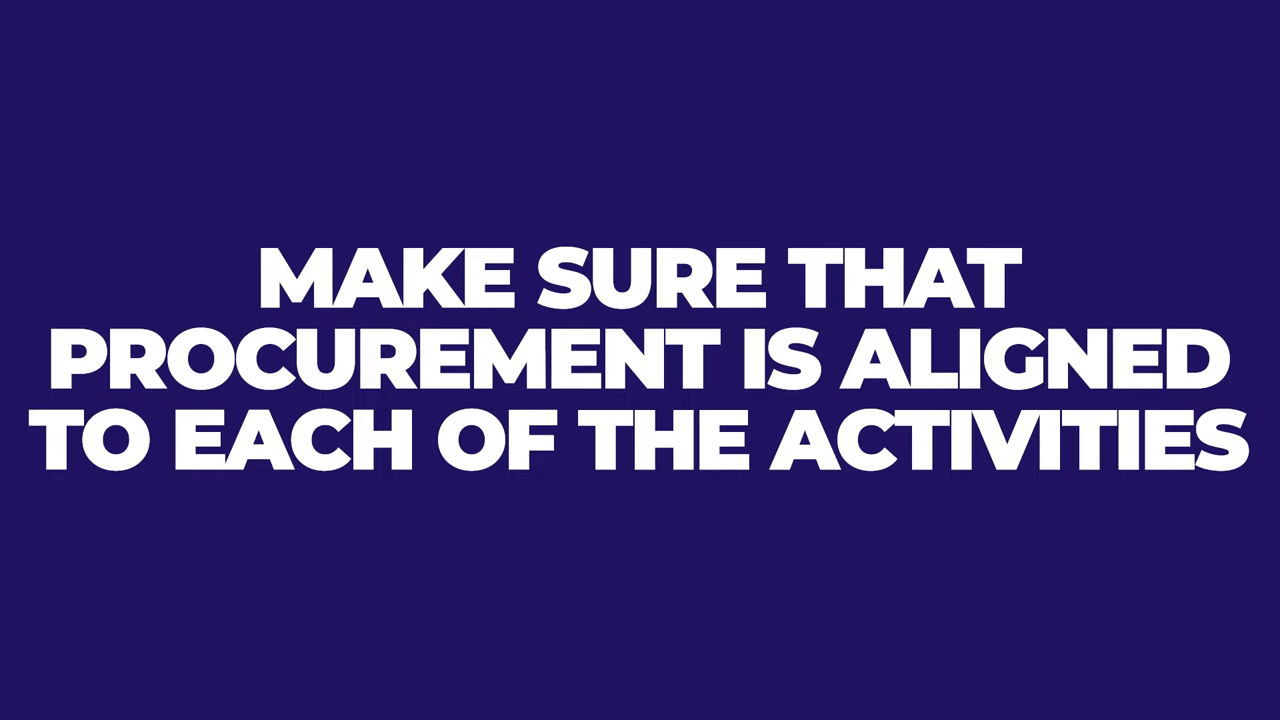 MAKE SURE THAT
PROCUREMENT IS ALIGNED
TO EACH OF THE ACTIVITIES